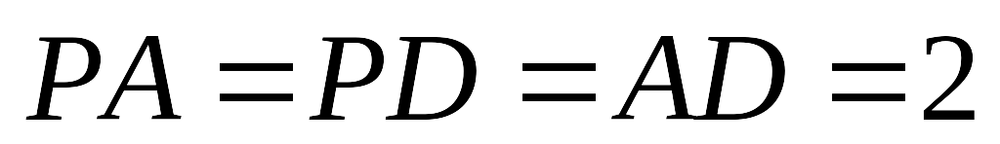 PA = PD = AD = 2